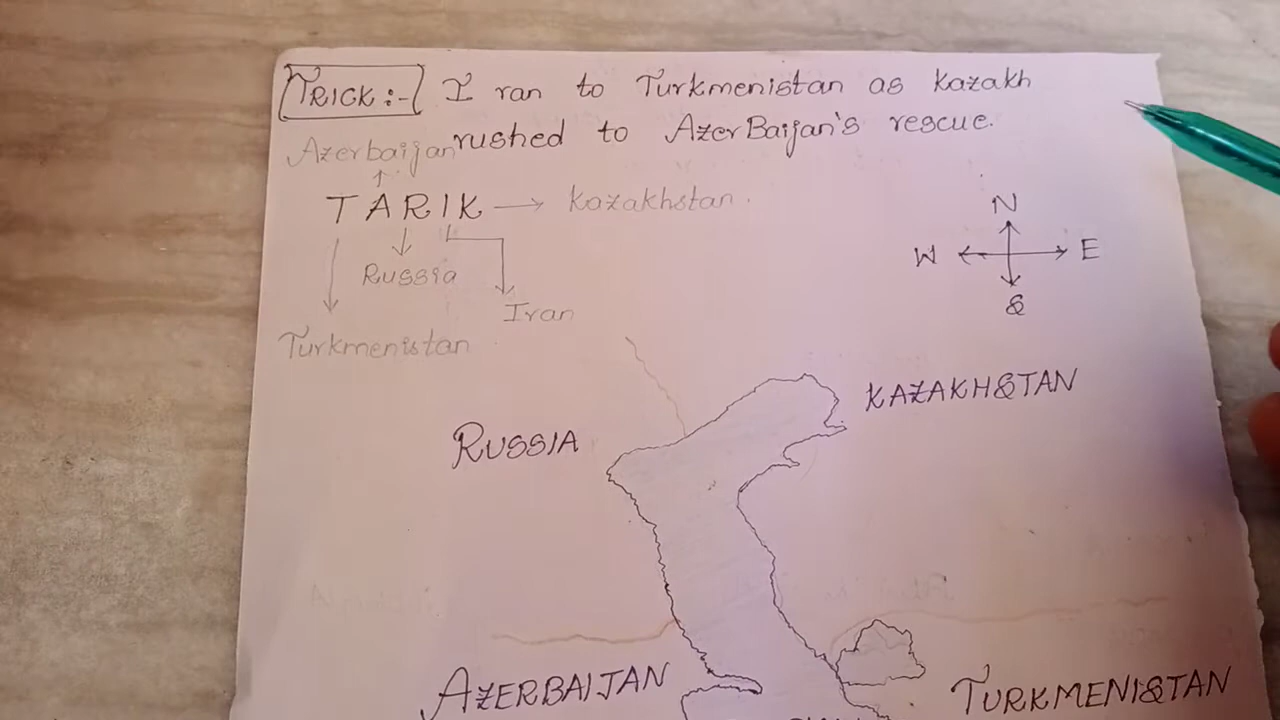 TRICK :- I ran to Turkmenistan as Kazakh
rushed to AzerBaijan's rescue.
Azerbaijan
TARIK → Kazakhstan.
Russia
Iran
Turkmenistan
N
W E
S
KAZAKHSTAN
RUSSIA
AZERBAIJAN
TURKMENISTAN